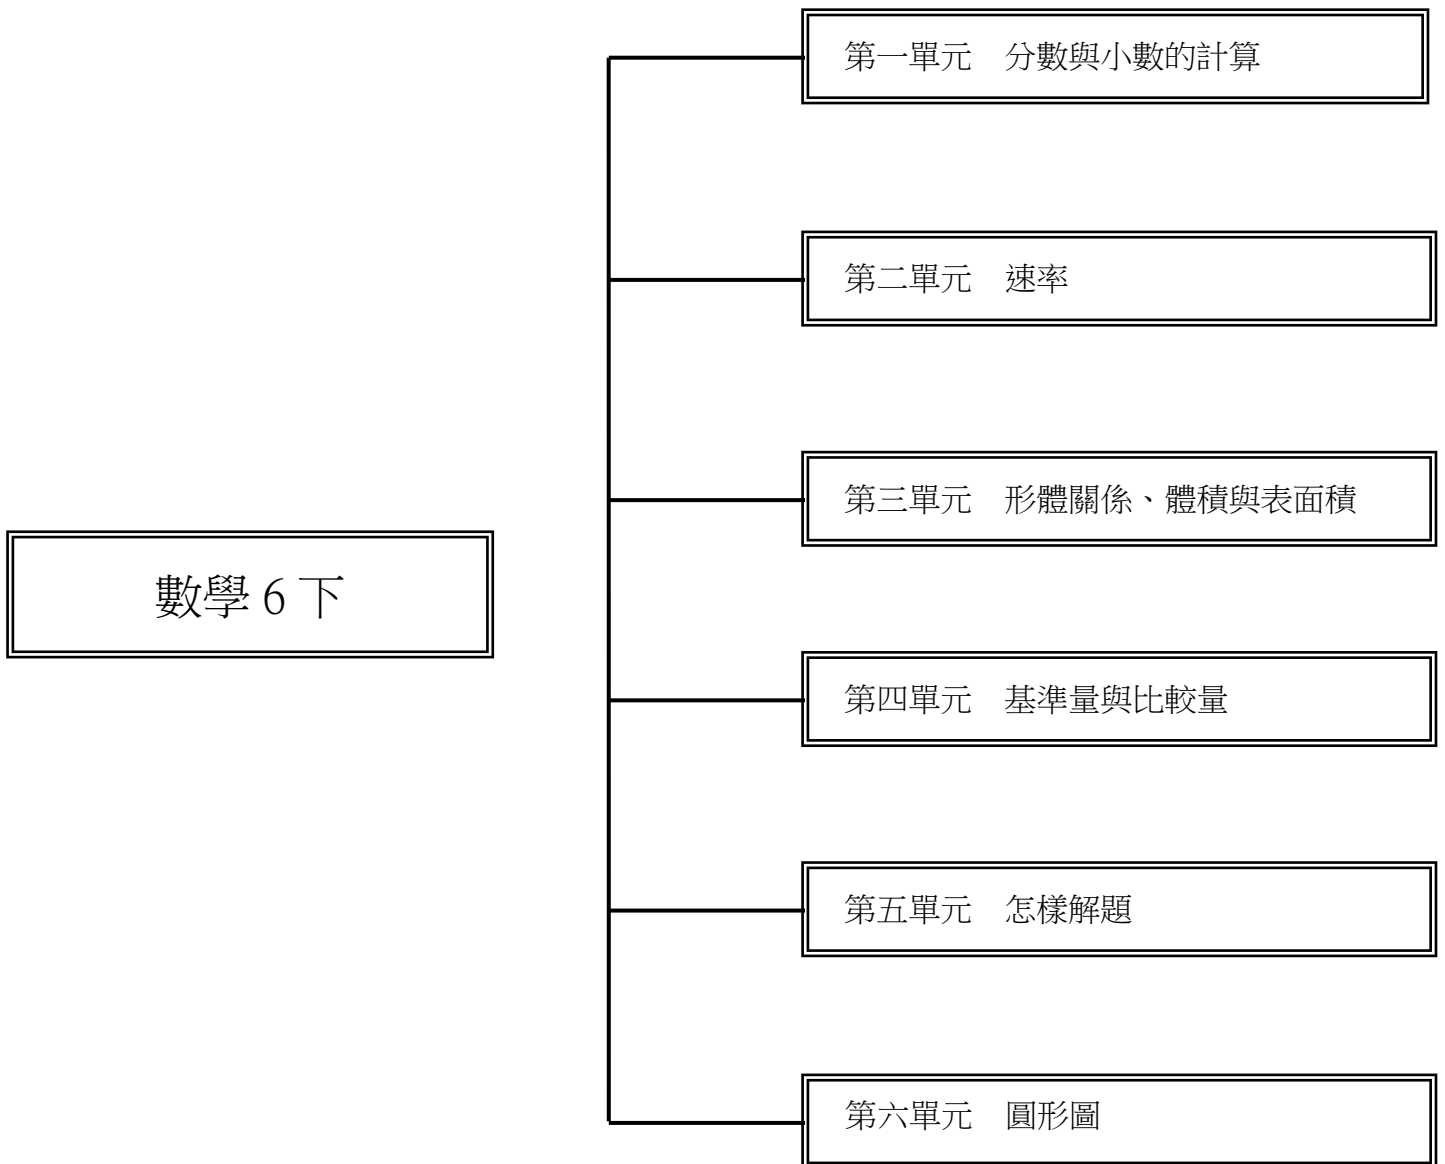 第一單元　分數與小數的計算
第二單元　速率
第三單元　形體關係、體積與表面積
數學 6 下
第四單元　基準量與比較量
第五單元　怎樣解題
第六單元　圓形圖